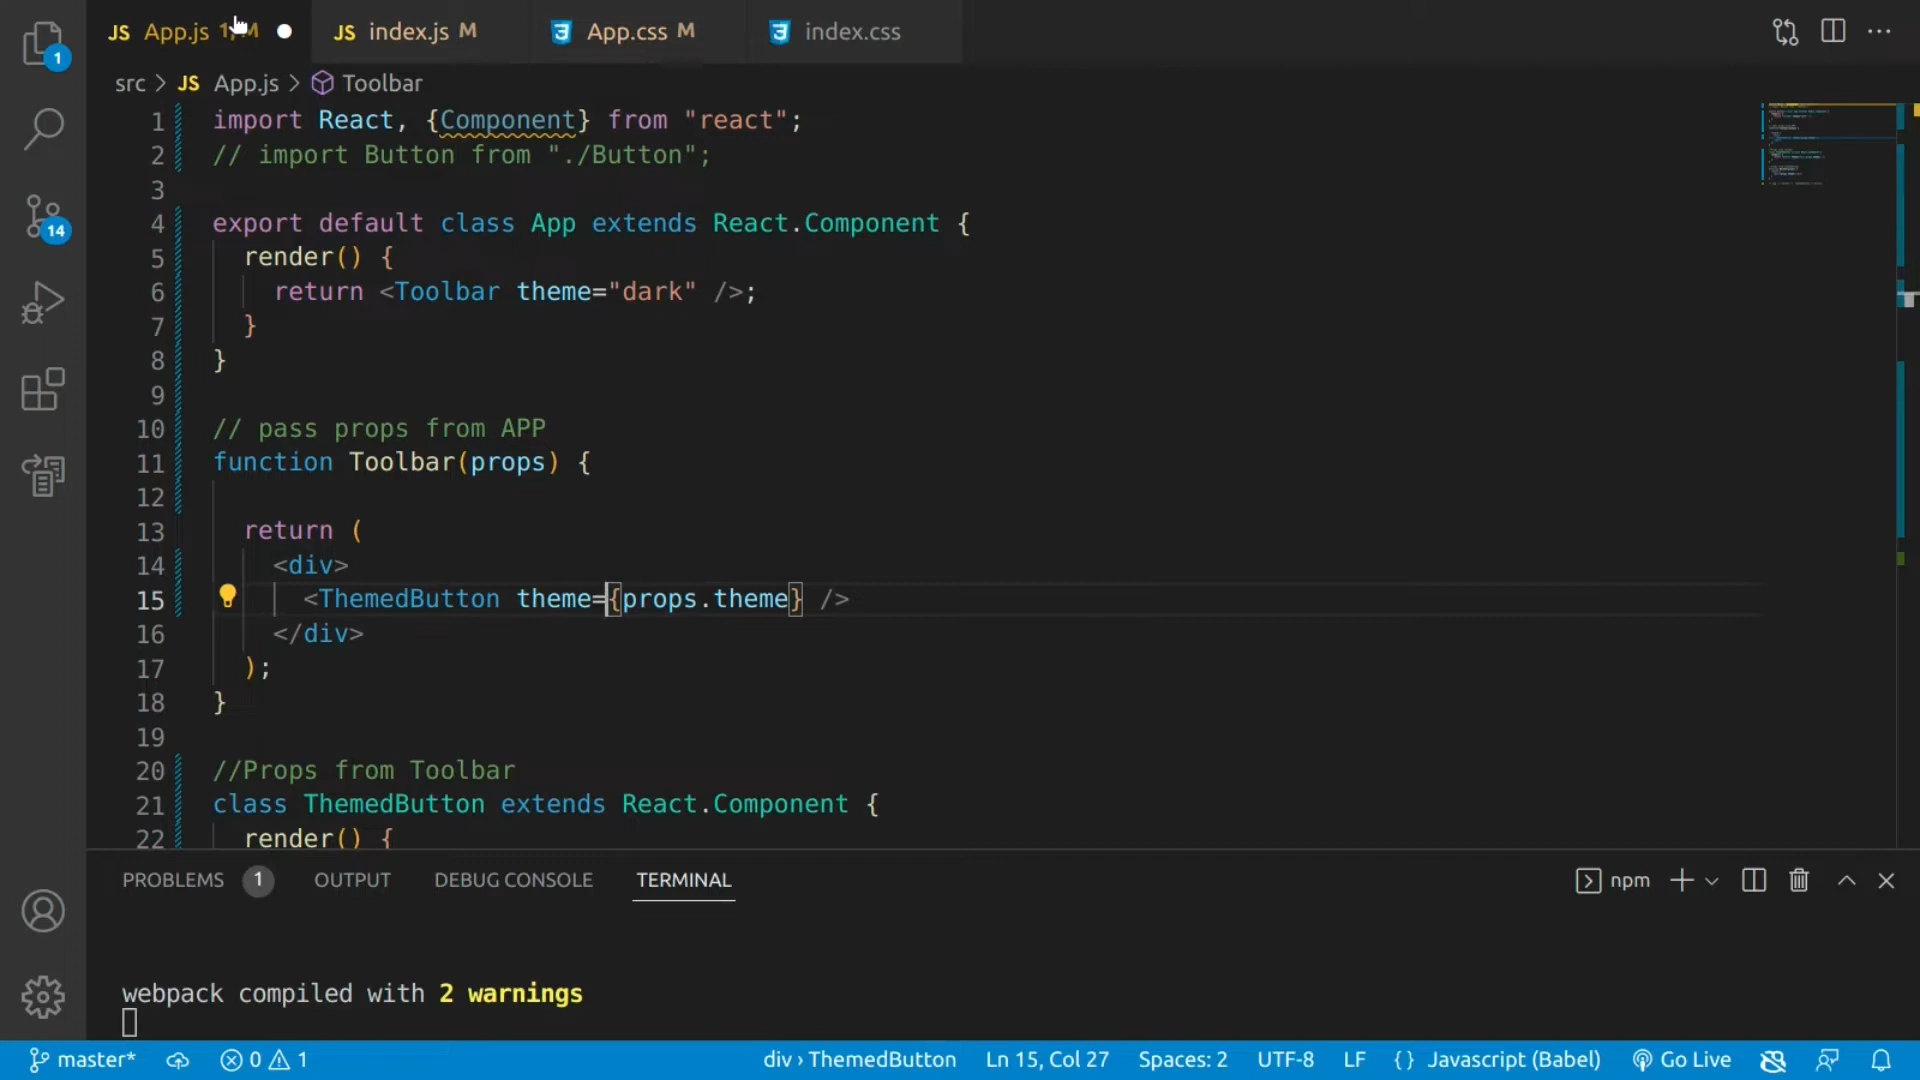 JS App.js 1, M
JS index.js M
App.css M
index.css
1
14
src > JS App.js > Toolbar
1 import React, {Component} from "react";
2 // import Button from "./Button";
3
4 export default class App extends React.Component {
5 render() {
6 return <Toolbar theme="dark" />;
7 }
8 }
9
10 // pass props from APP
11 function Toolbar(props) {
12
13 return (
14 <div>
15 <ThemedButton theme={props.theme} />
16 </div>
17 );
18 }
19
20 //Props from Toolbar
21 class ThemedButton extends React.Component {
22 render() {
PROBLEMS 1 OUTPUT DEBUG CONSOLE TERMINAL npm
webpack compiled with 2 warnings
master* 0 1 div › ThemedButton Ln 15, Col 27 Spaces: 2 UTF-8 LF { } Javascript (Babel) Go Live